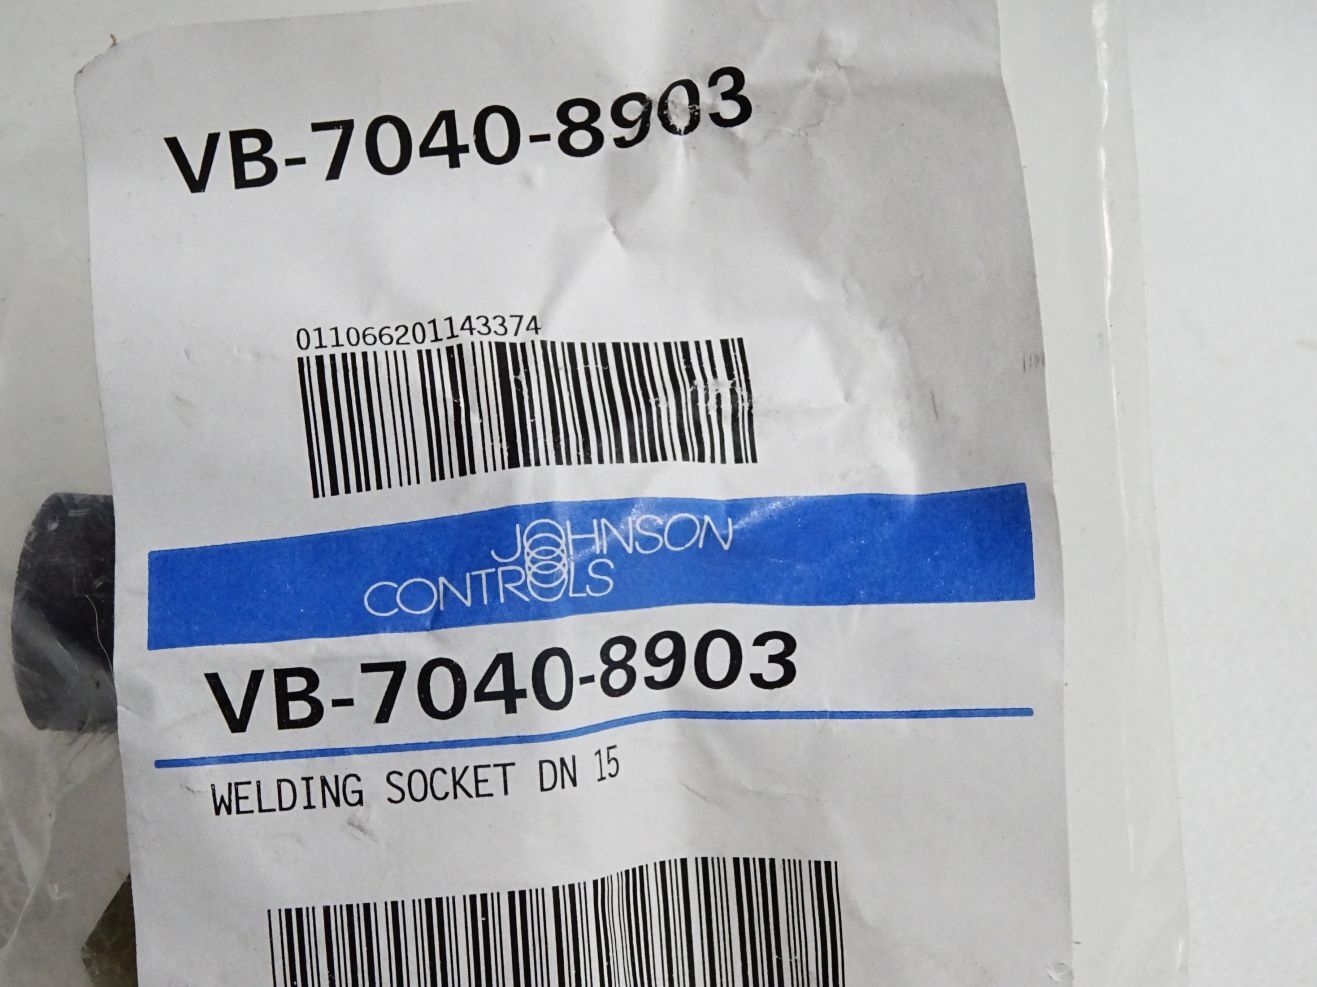 VB-7040-8903
011066201143374
JOHNSON
CONTROLS
VB-7040-8903
WELDING SOCKET DN 15